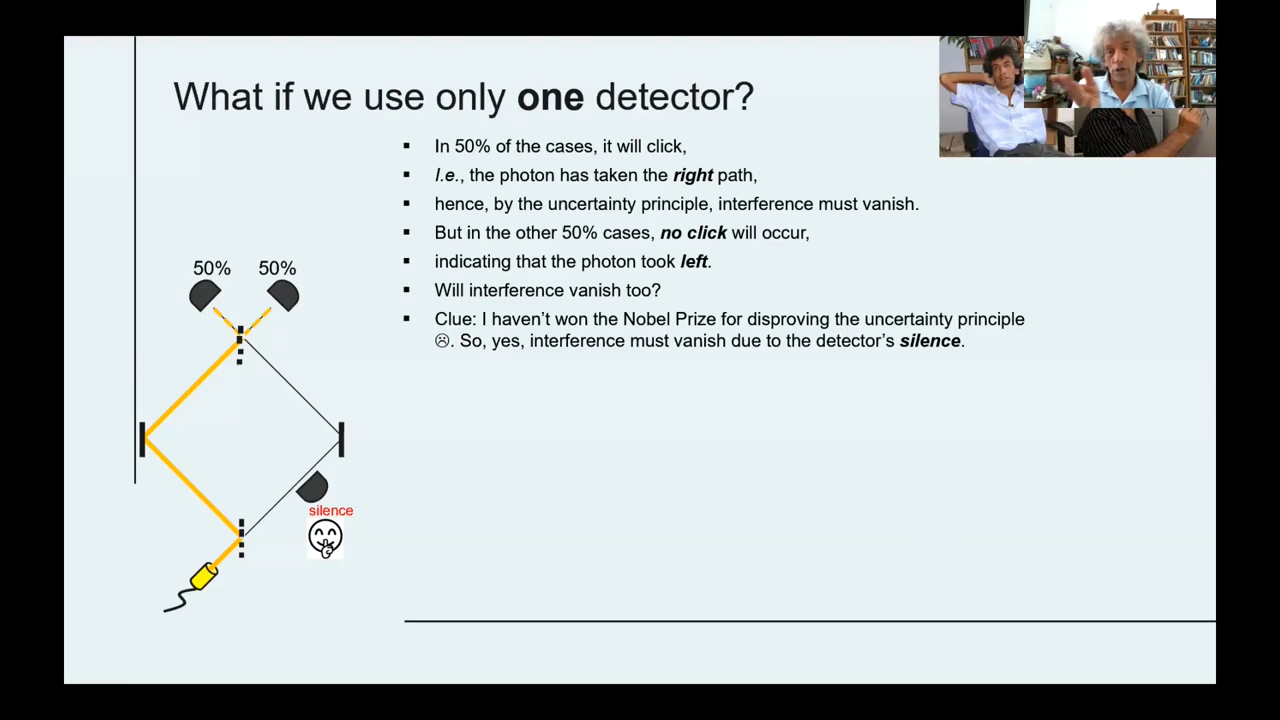 What if we use only one detector?
▪ In 50% of the cases, it will click,
▪ I.e., the photon has taken the right path,
▪ hence, by the uncertainty principle, interference must vanish.
▪ But in the other 50% cases, no click will occur,
▪ indicating that the photon took left.
▪ Will interference vanish too?
▪ Clue: I haven’t won the Nobel Prize for disproving the uncertainty principle
☹. So, yes, interference must vanish due to the detector’s silence.
50% 50%
silence